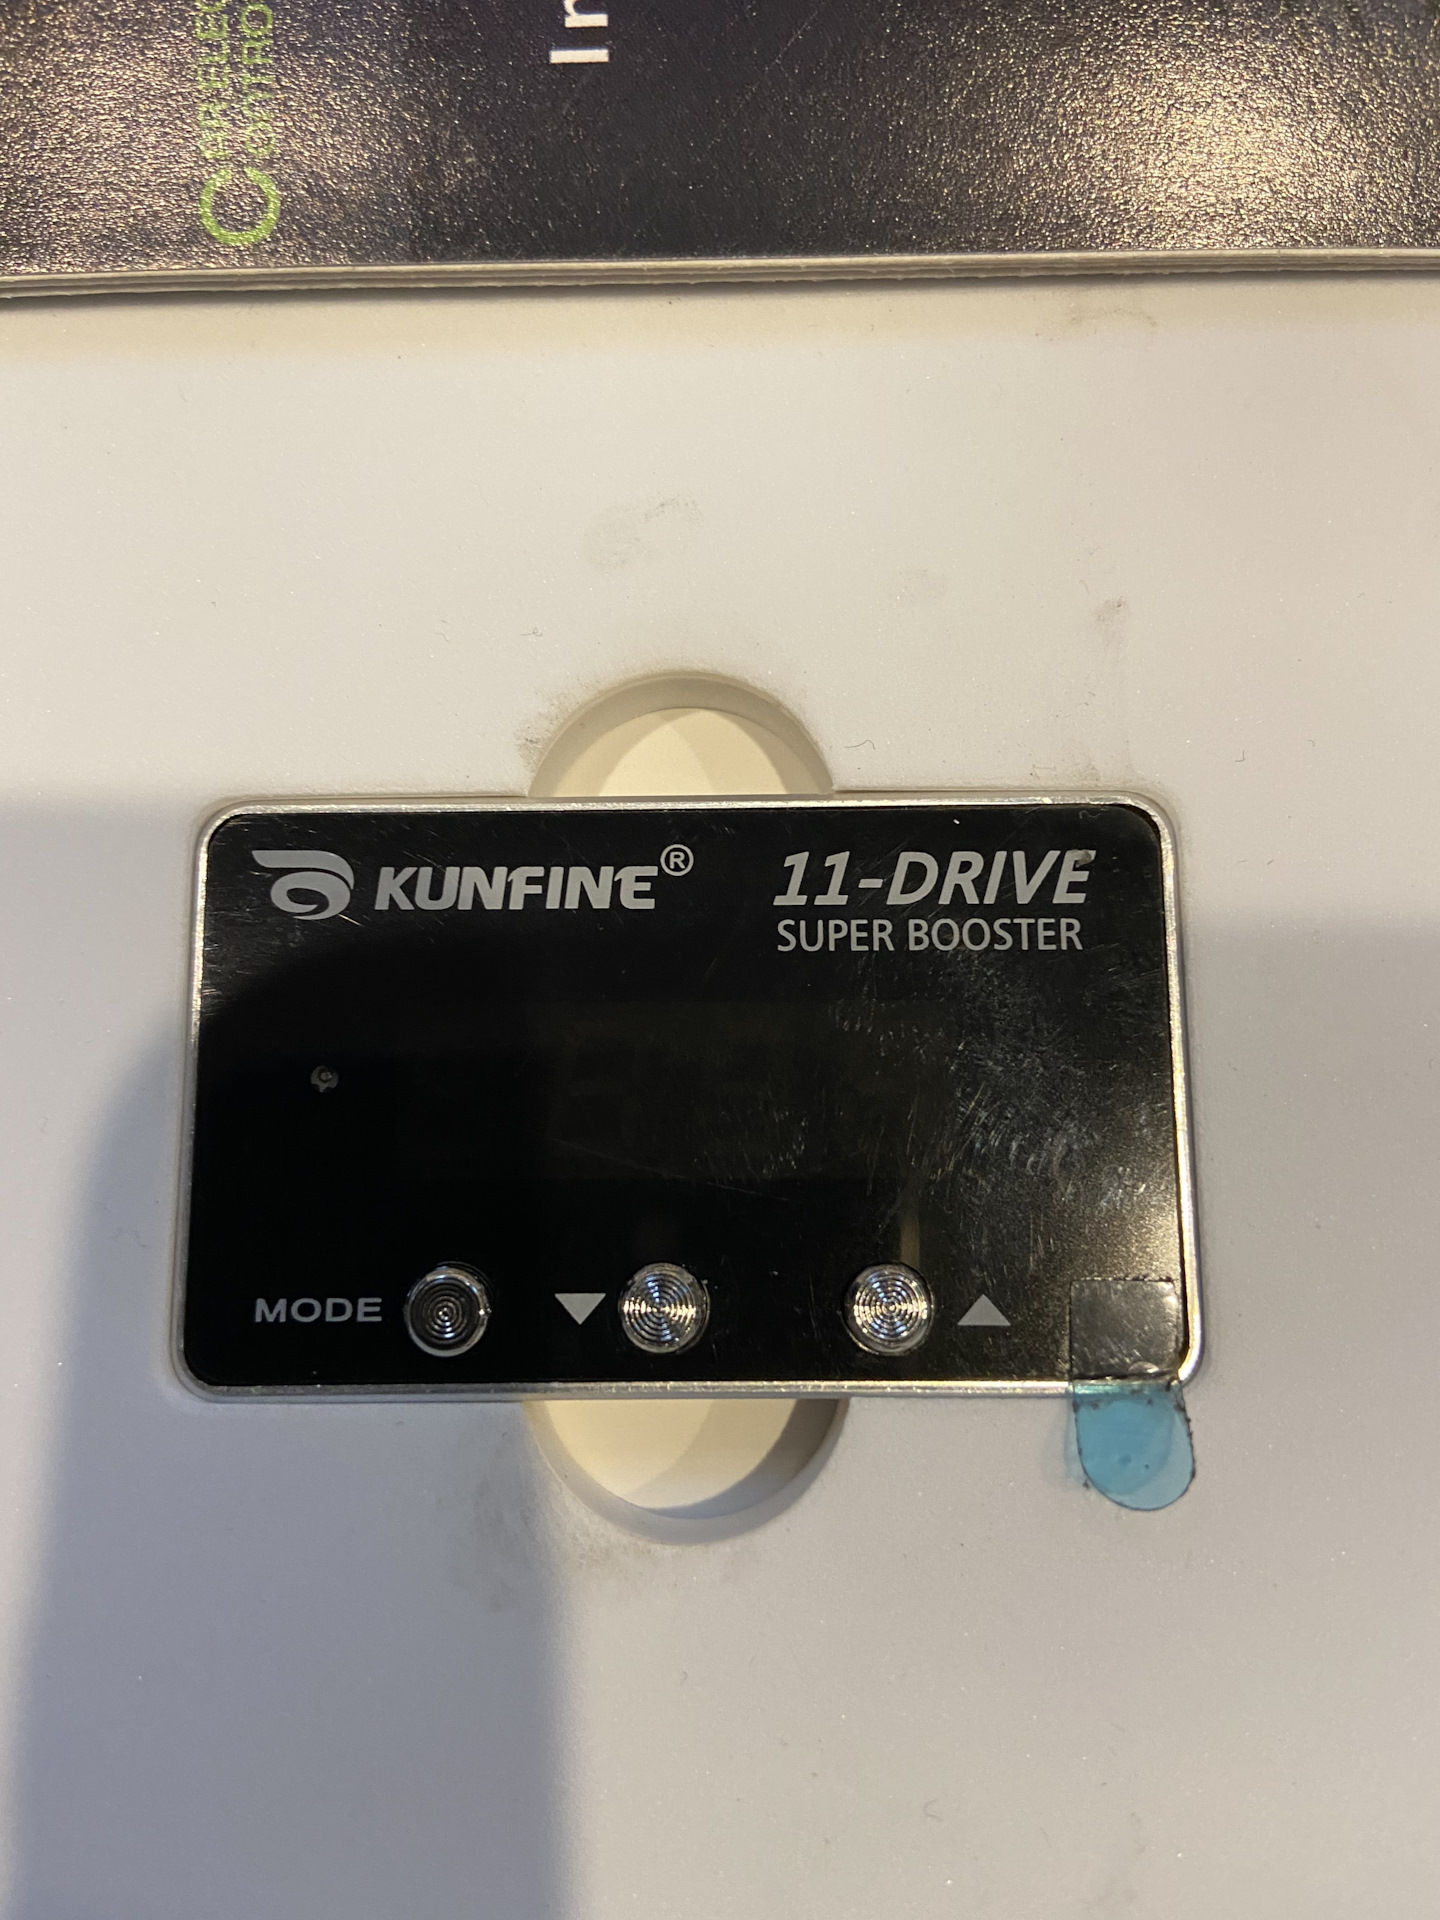 KUNFINE®
11-DRIVE
SUPER BOOSTER
MODE